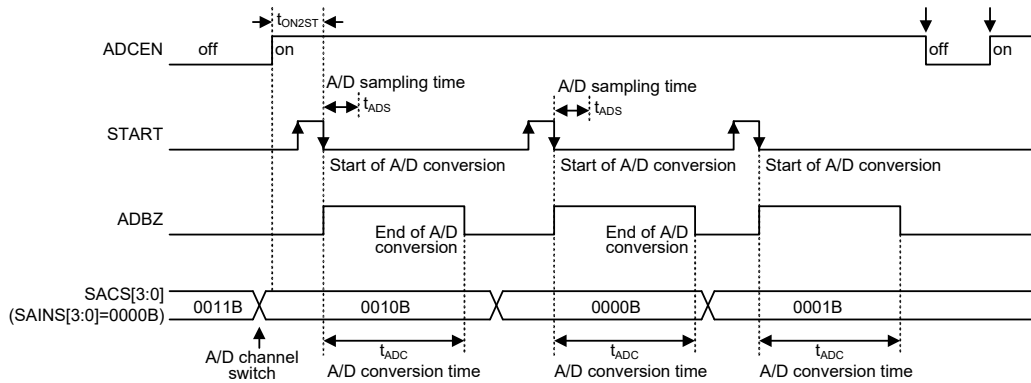 tON2ST
ADCEN off on off on
A/D sampling time A/D sampling time
tADS tADS
START
Start of A/D conversion Start of A/D conversion Start of A/D conversion
ADBZ
End of A/D conversion End of A/D conversion
SACS[3:0]
(SAINS[3:0]=0000B)
0011B 0010B 0000B 0001B
A/D channel switch
tADC tADC tADC
A/D conversion time A/D conversion time A/D conversion time